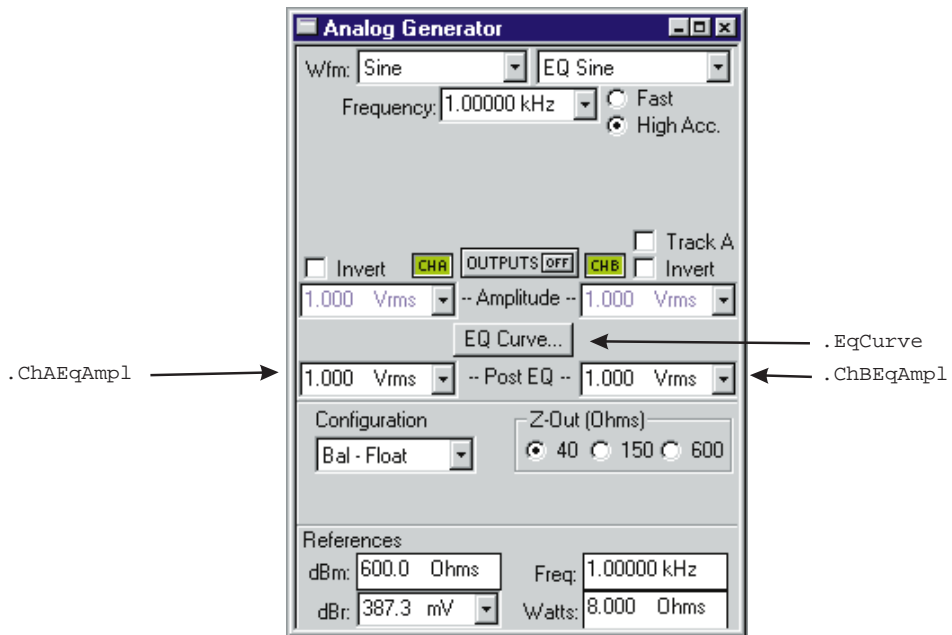 Analog Generator
Wfm: Sine EQ Sine
Frequency: 1.00000 kHz Fast
High Acc.
Track A
Invert CHA OUTPUTS OFF CHB Invert
1.000 Vrms -- Amplitude -- 1.000 Vrms
EQ Curve... .EqCurve
.ChAEqAmpl 1.000 Vrms -- Post EQ -- 1.000 Vrms .ChBEqAmpl
Configuration Z-Out (Ohms)
Bal - Float 40 150 600
References
dBm: 600.0 Ohms Freq: 1.00000 kHz
dBr: 387.3 mV Watts: 8.000 Ohms